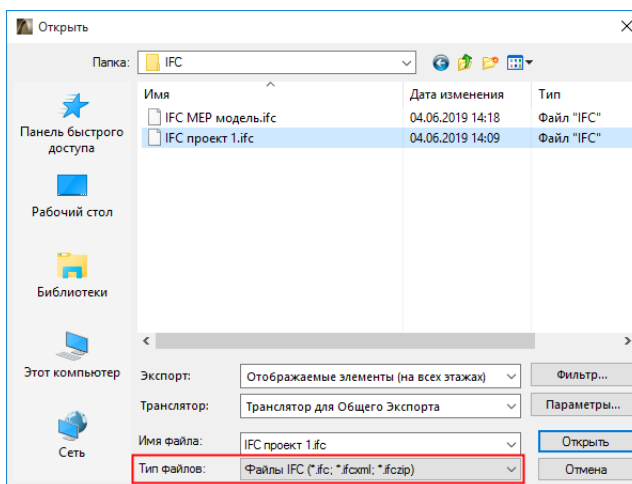 Открыть
Папка: IFC
Имя Дата изменения Тип
IFC MEP модель.ifc 04.06.2019 14:18 Файл "IFC"
IFC проект 1.ifc 04.06.2019 14:09 Файл "IFC"
Панель быстрого
доступа
Рабочий стол
Библиотеки
Этот компьютер
Сеть
Экспорт: Отображаемые элементы (на всех этажах) Фильтр...
Транслятор: Транслятор для Общего Экспорта Параметры...
Имя файла: IFC проект 1.ifc Открыть
Тип файлов: Файлы IFC (*.ifc; *.ifcxml; *.ifczip) Отмена